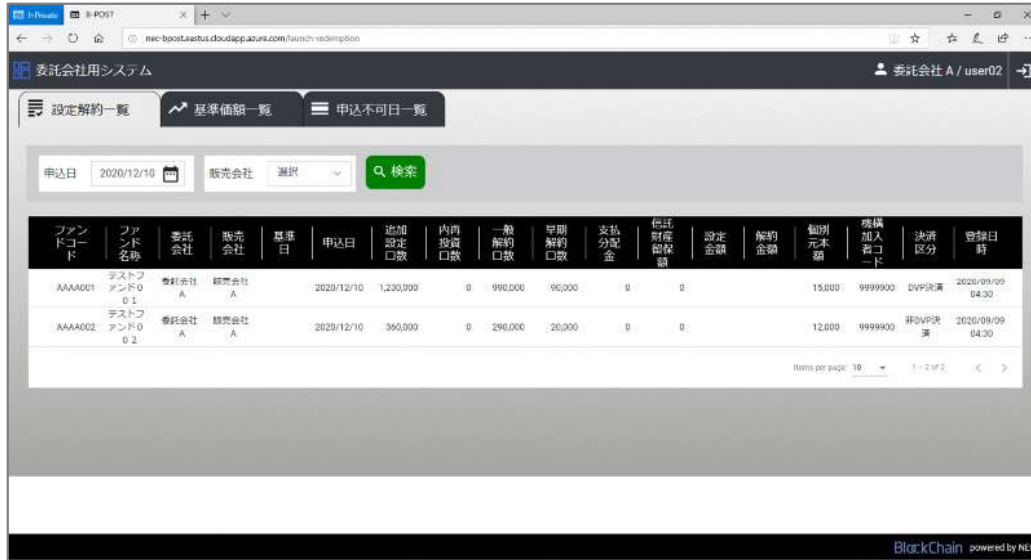 InPrivate B-POST
nec-bpost.eastus.cloudapp.azure.com/launch-redemption
委託会社用システム 委託会社 A / user02
設定解約一覧 基準価額一覧 申込不可日一覧
申込日 2020/12/10 販売会社 選択 検索
ファン ファ 委託 販売 基準 申込日 追加 内再 一般 早期 支払 信託 設定 解約 個別 機構 決済 登録日
ドコー ンド 会社 会社 日 設定 投資 解約 解約 分配 財産 金額 金額 元本 加入 区分 時
ド 名称 口数 口数 口数 口数 金 留保 額 者コ
額 ード
AAAA001 テストフ 委託会社 販売会社 2020/12/10 1,230,000 0 990,000 90,000 0 0 15,000 9999900 DVP決済 2020/09/09
ァンド0 A A 04:30
01
AAAA002 テストフ 委託会社 販売会社 2020/12/10 360,000 0 290,000 20,000 0 0 12,000 9999900 非DVP決 2020/09/09
ァンド0 A A 済 04:30
02
Items per page: 10 1 – 2 of 2
BlockChain powered by NE